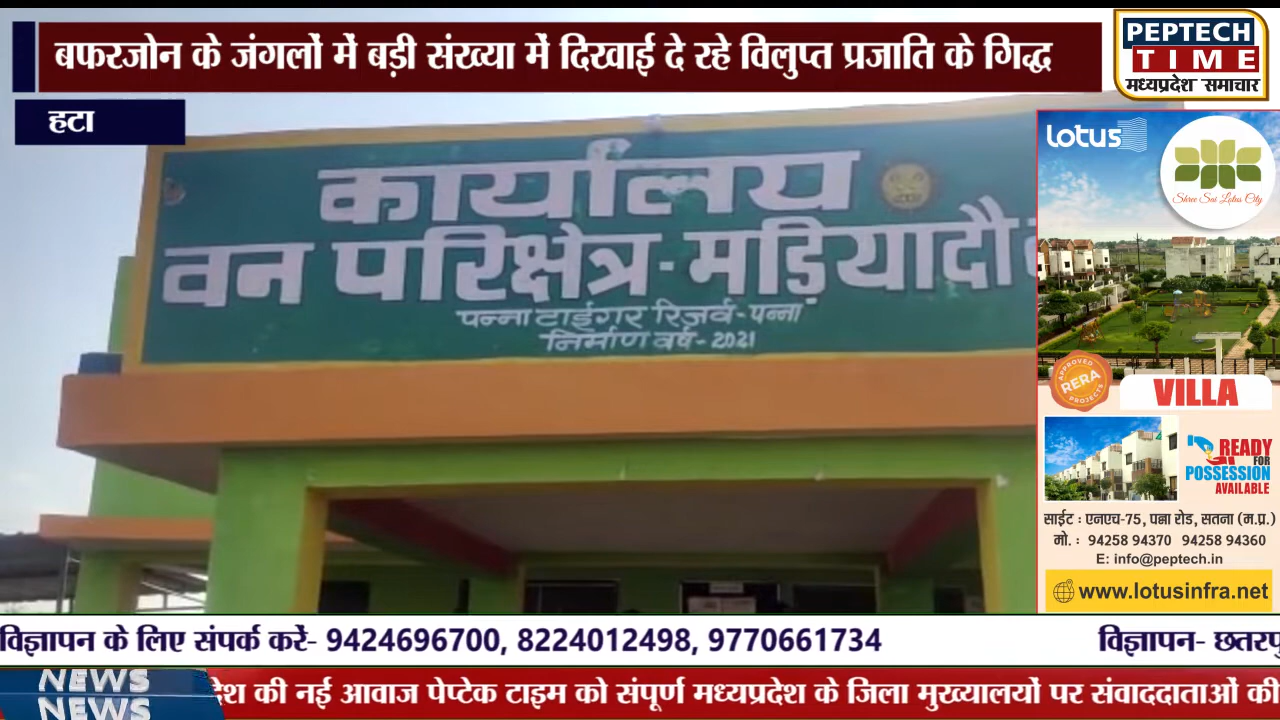 बफरजोन के जंगलों में बड़ी संख्या में दिखाई दे रहे विलुप्त प्रजाति के गिद्ध
PEPTECH
TIME
मध्यप्रदेश समाचार
हटा
कार्यालय
वन परिक्षेत्र-मड़ियादौ
पन्ना टाईगर रिजर्व-पन्ना
निर्माण वर्ष-2021
lotus
Shree Sai Lotus City
APPROVED
RERA
PROJECTS
VILLA
READY
FOR
POSSESSION
AVAILABLE
साईट : एनएच-75, पन्ना रोड, सतना (म.प्र.)
मो. : 94258 94370 94258 94360
E: info@peptech.in
www.lotusinfra.net
विज्ञापन के लिए संपर्क करें- 9424696700, 8224012498, 9770661734
विज्ञापन-
NEWS
NEWS
की नई आवाज पेप्टेक टाइम को संपूर्ण मध्यप्रदेश के जिला मुख्यालयों पर संवाददाताओं की